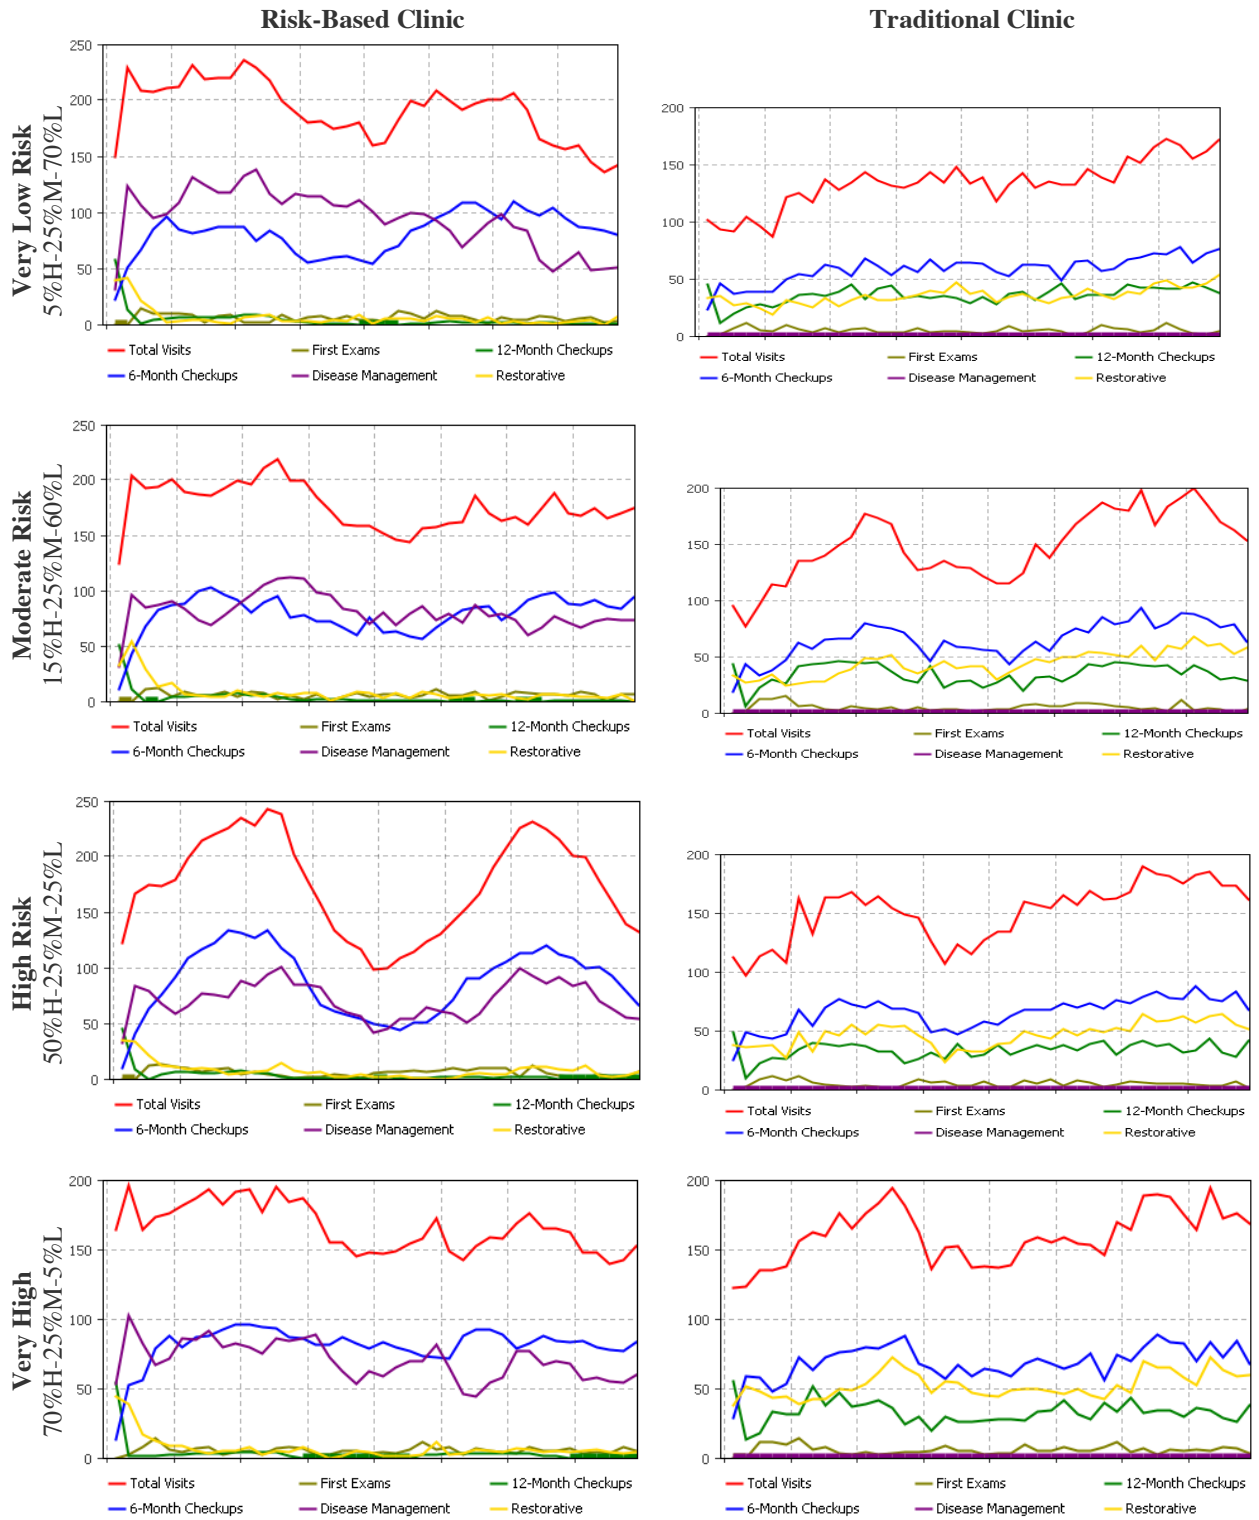 Risk-Based Clinic
Traditional Clinic
Very Low Risk
5%H-25%M-70%L
250
200
150
100
50
0
Total Visits First Exams 12-Month Checkups
6-Month Checkups Disease Management Restorative
200
150
100
50
0
Total Visits First Exams 12-Month Checkups
6-Month Checkups Disease Management Restorative
Moderate Risk
15%H-25%M-60%L
250
200
150
100
50
0
Total Visits First Exams 12-Month Checkups
6-Month Checkups Disease Management Restorative
200
150
100
50
0
Total Visits First Exams 12-Month Checkups
6-Month Checkups Disease Management Restorative
High Risk
50%H-25%M-25%L
250
200
150
100
50
0
Total Visits First Exams 12-Month Checkups
6-Month Checkups Disease Management Restorative
200
150
100
50
0
Total Visits First Exams 12-Month Checkups
6-Month Checkups Disease Management Restorative
Very High
70%H-25%M-5%L
200
150
100
50
0
Total Visits First Exams 12-Month Checkups
6-Month Checkups Disease Management Restorative
200
150
100
50
0
Total Visits First Exams 12-Month Checkups
6-Month Checkups Disease Management Restorative